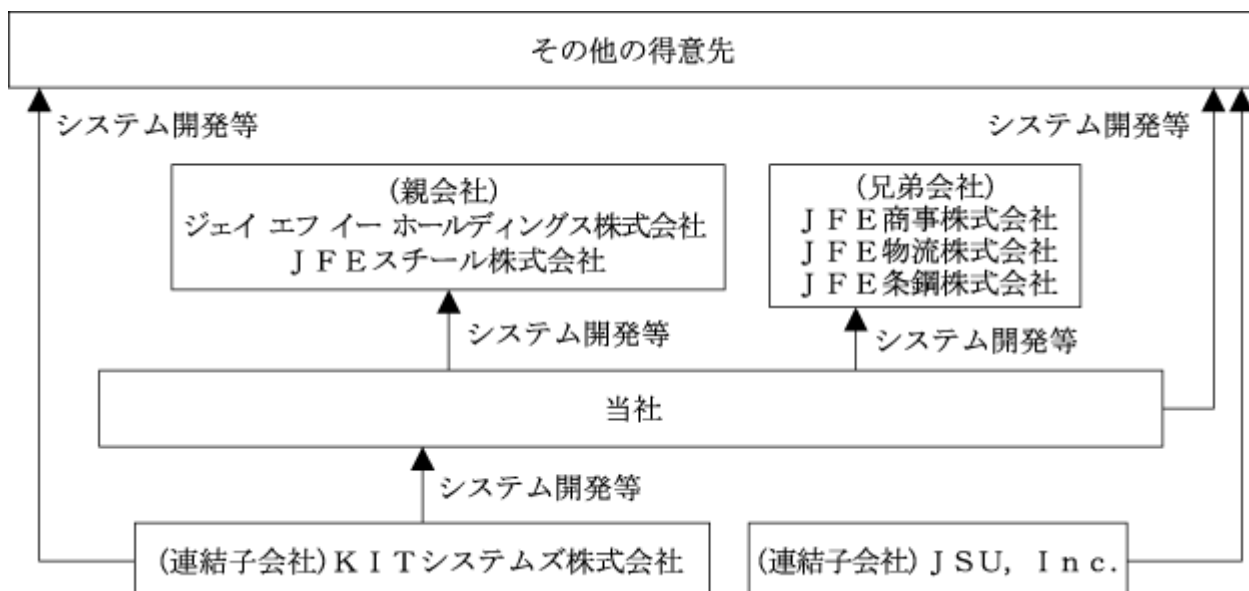 その他の得意先
システム開発等
システム開発等
(親会社)
ジェイ エフ イー ホールディングス株式会社
ＪＦＥスチール株式会社
(兄弟会社)
ＪＦＥ商事株式会社
ＪＦＥ物流株式会社
ＪＦＥ条鋼株式会社
システム開発等
システム開発等
当社
システム開発等
(連結子会社)ＫＩＴシステムズ株式会社
(連結子会社)ＪＳU, Ｉｎｃ.